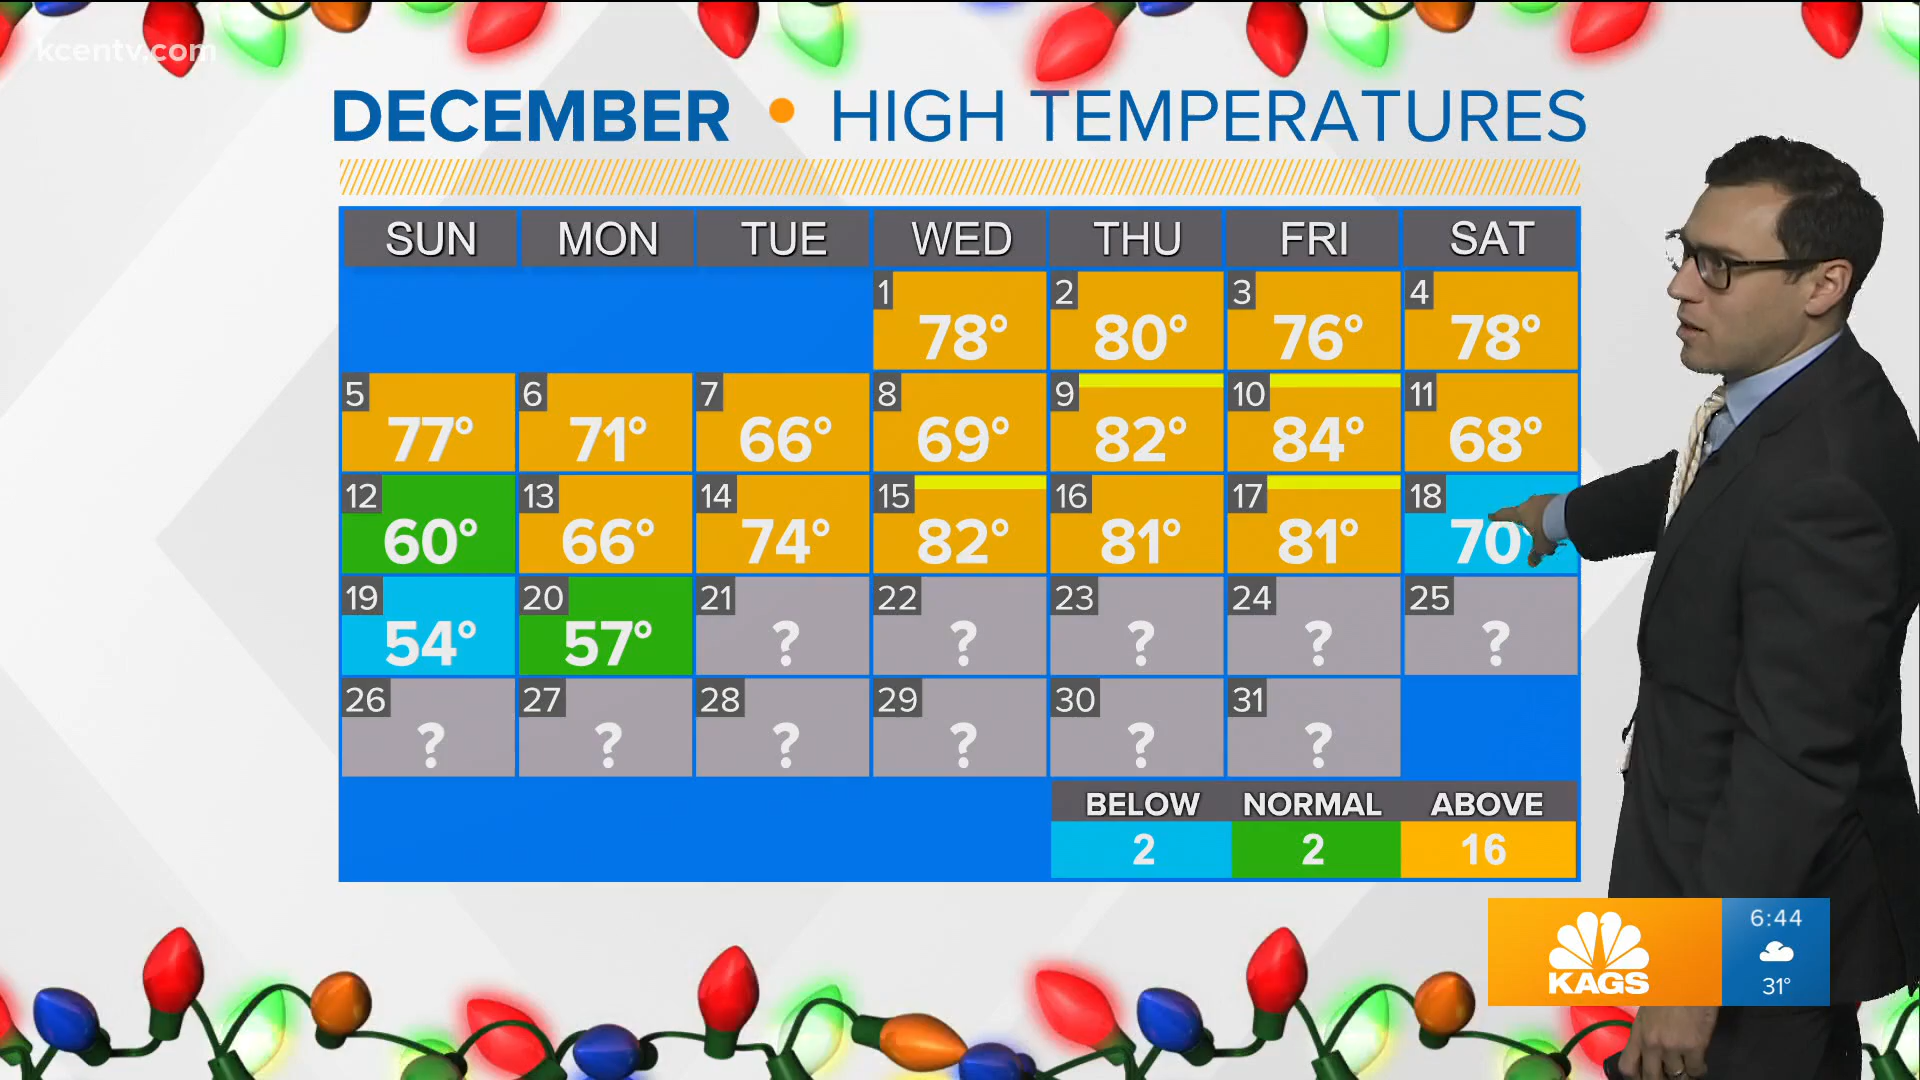 kcentv.com
DECEMBER • HIGH TEMPERATURES
SUN MON TUE WED THU FRI SAT
1 2 3 4
78° 80° 76° 78°
5 6 7 8 9 10 11
77° 71° 66° 69° 82° 84° 68°
12 13 14 15 16 17 18
60° 66° 74° 82° 81° 81° 70°
19 20 21 22 23 24 25
54° 57° ? ? ? ? ?
26 27 28 29 30 31
? ? ? ? ? ?
BELOW NORMAL ABOVE
2 2 16
KAGS
6:44
31°